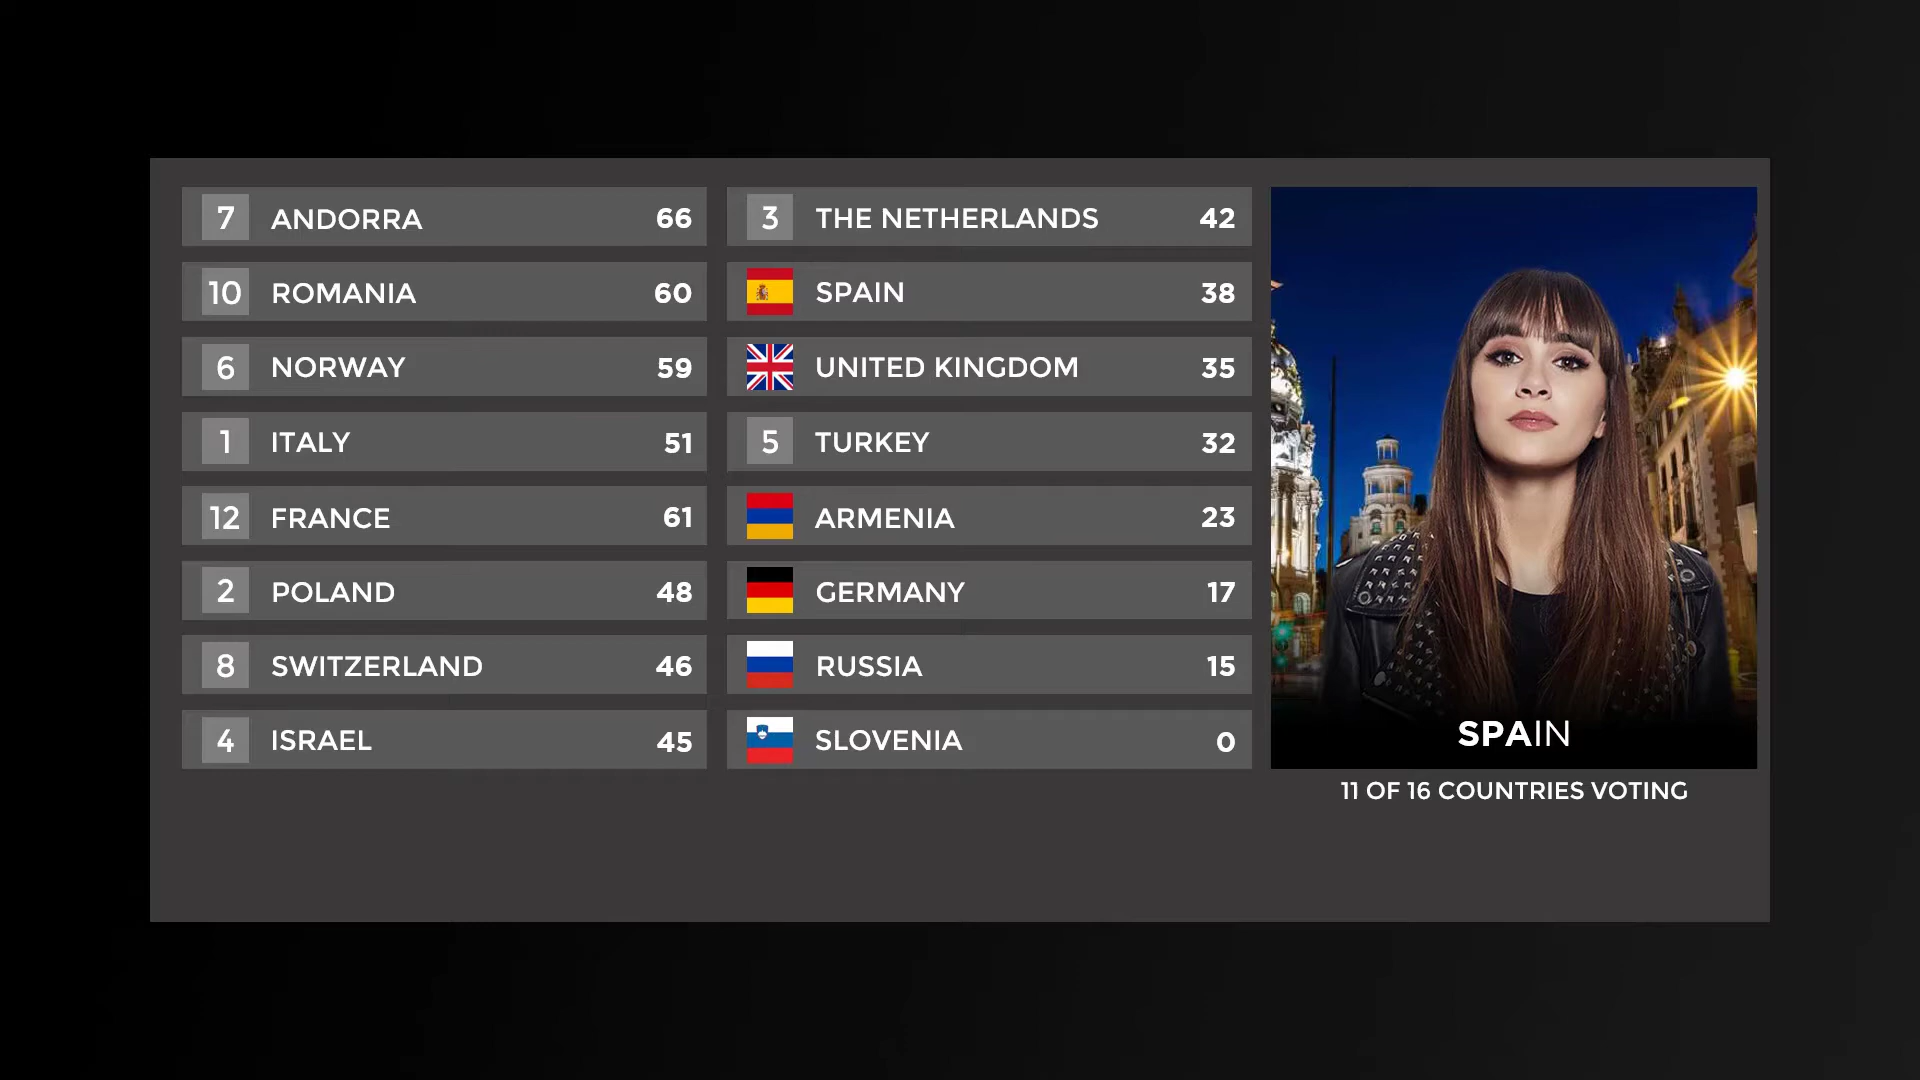 7 ANDORRA 66
10 ROMANIA 60
6 NORWAY 59
1 ITALY 51
12 FRANCE 61
2 POLAND 48
8 SWITZERLAND 46
4 ISRAEL 45
3 THE NETHERLANDS 42
SPAIN 38
UNITED KINGDOM 35
5 TURKEY 32
ARMENIA 23
GERMANY 17
RUSSIA 15
SLOVENIA 0
SPAIN
11 OF 16 COUNTRIES VOTING